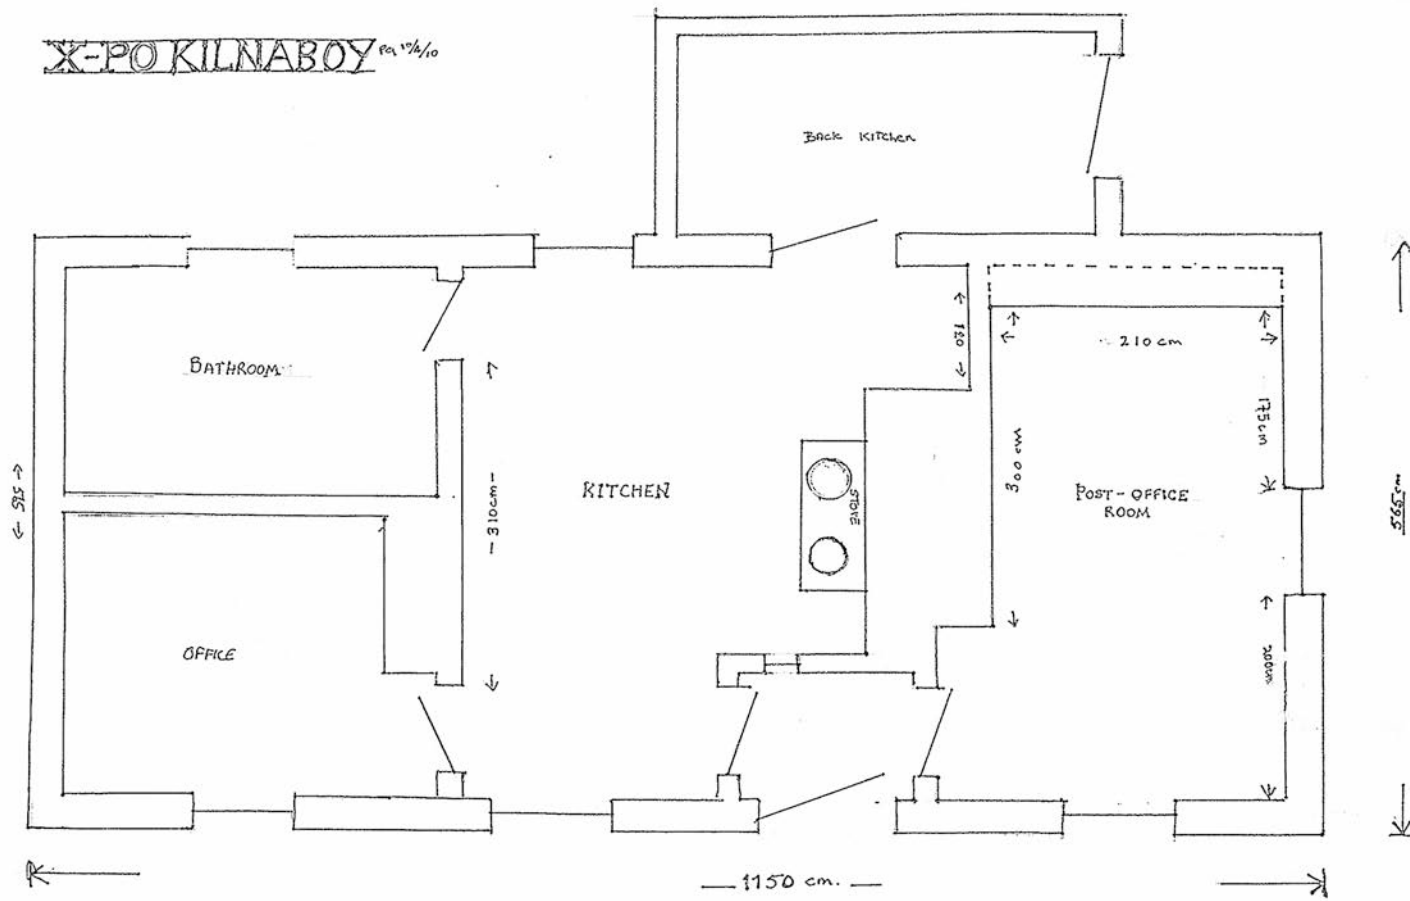 X-PO KILNABOY
BACK KITCHEN
BATHROOM
120
210 cm
175 cm
KITCHEN
310cm
STOVE
300 cm
POST-OFFICE
ROOM
565 cm
OFFICE
200cm
1150 cm.